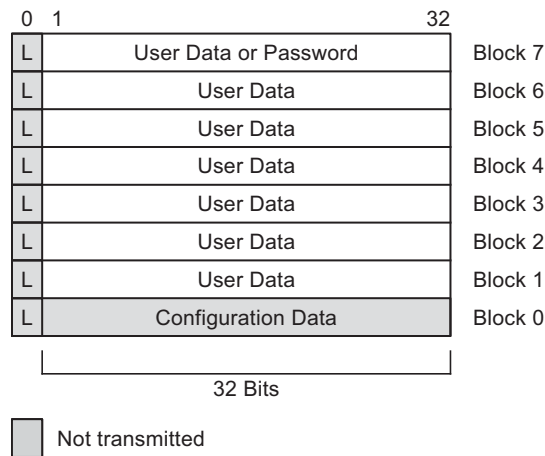 0 1 32
L User Data or Password Block 7
L User Data Block 6
L User Data Block 5
L User Data Block 4
L User Data Block 3
L User Data Block 2
L User Data Block 1
L Configuration Data Block 0
32 Bits
Not transmitted